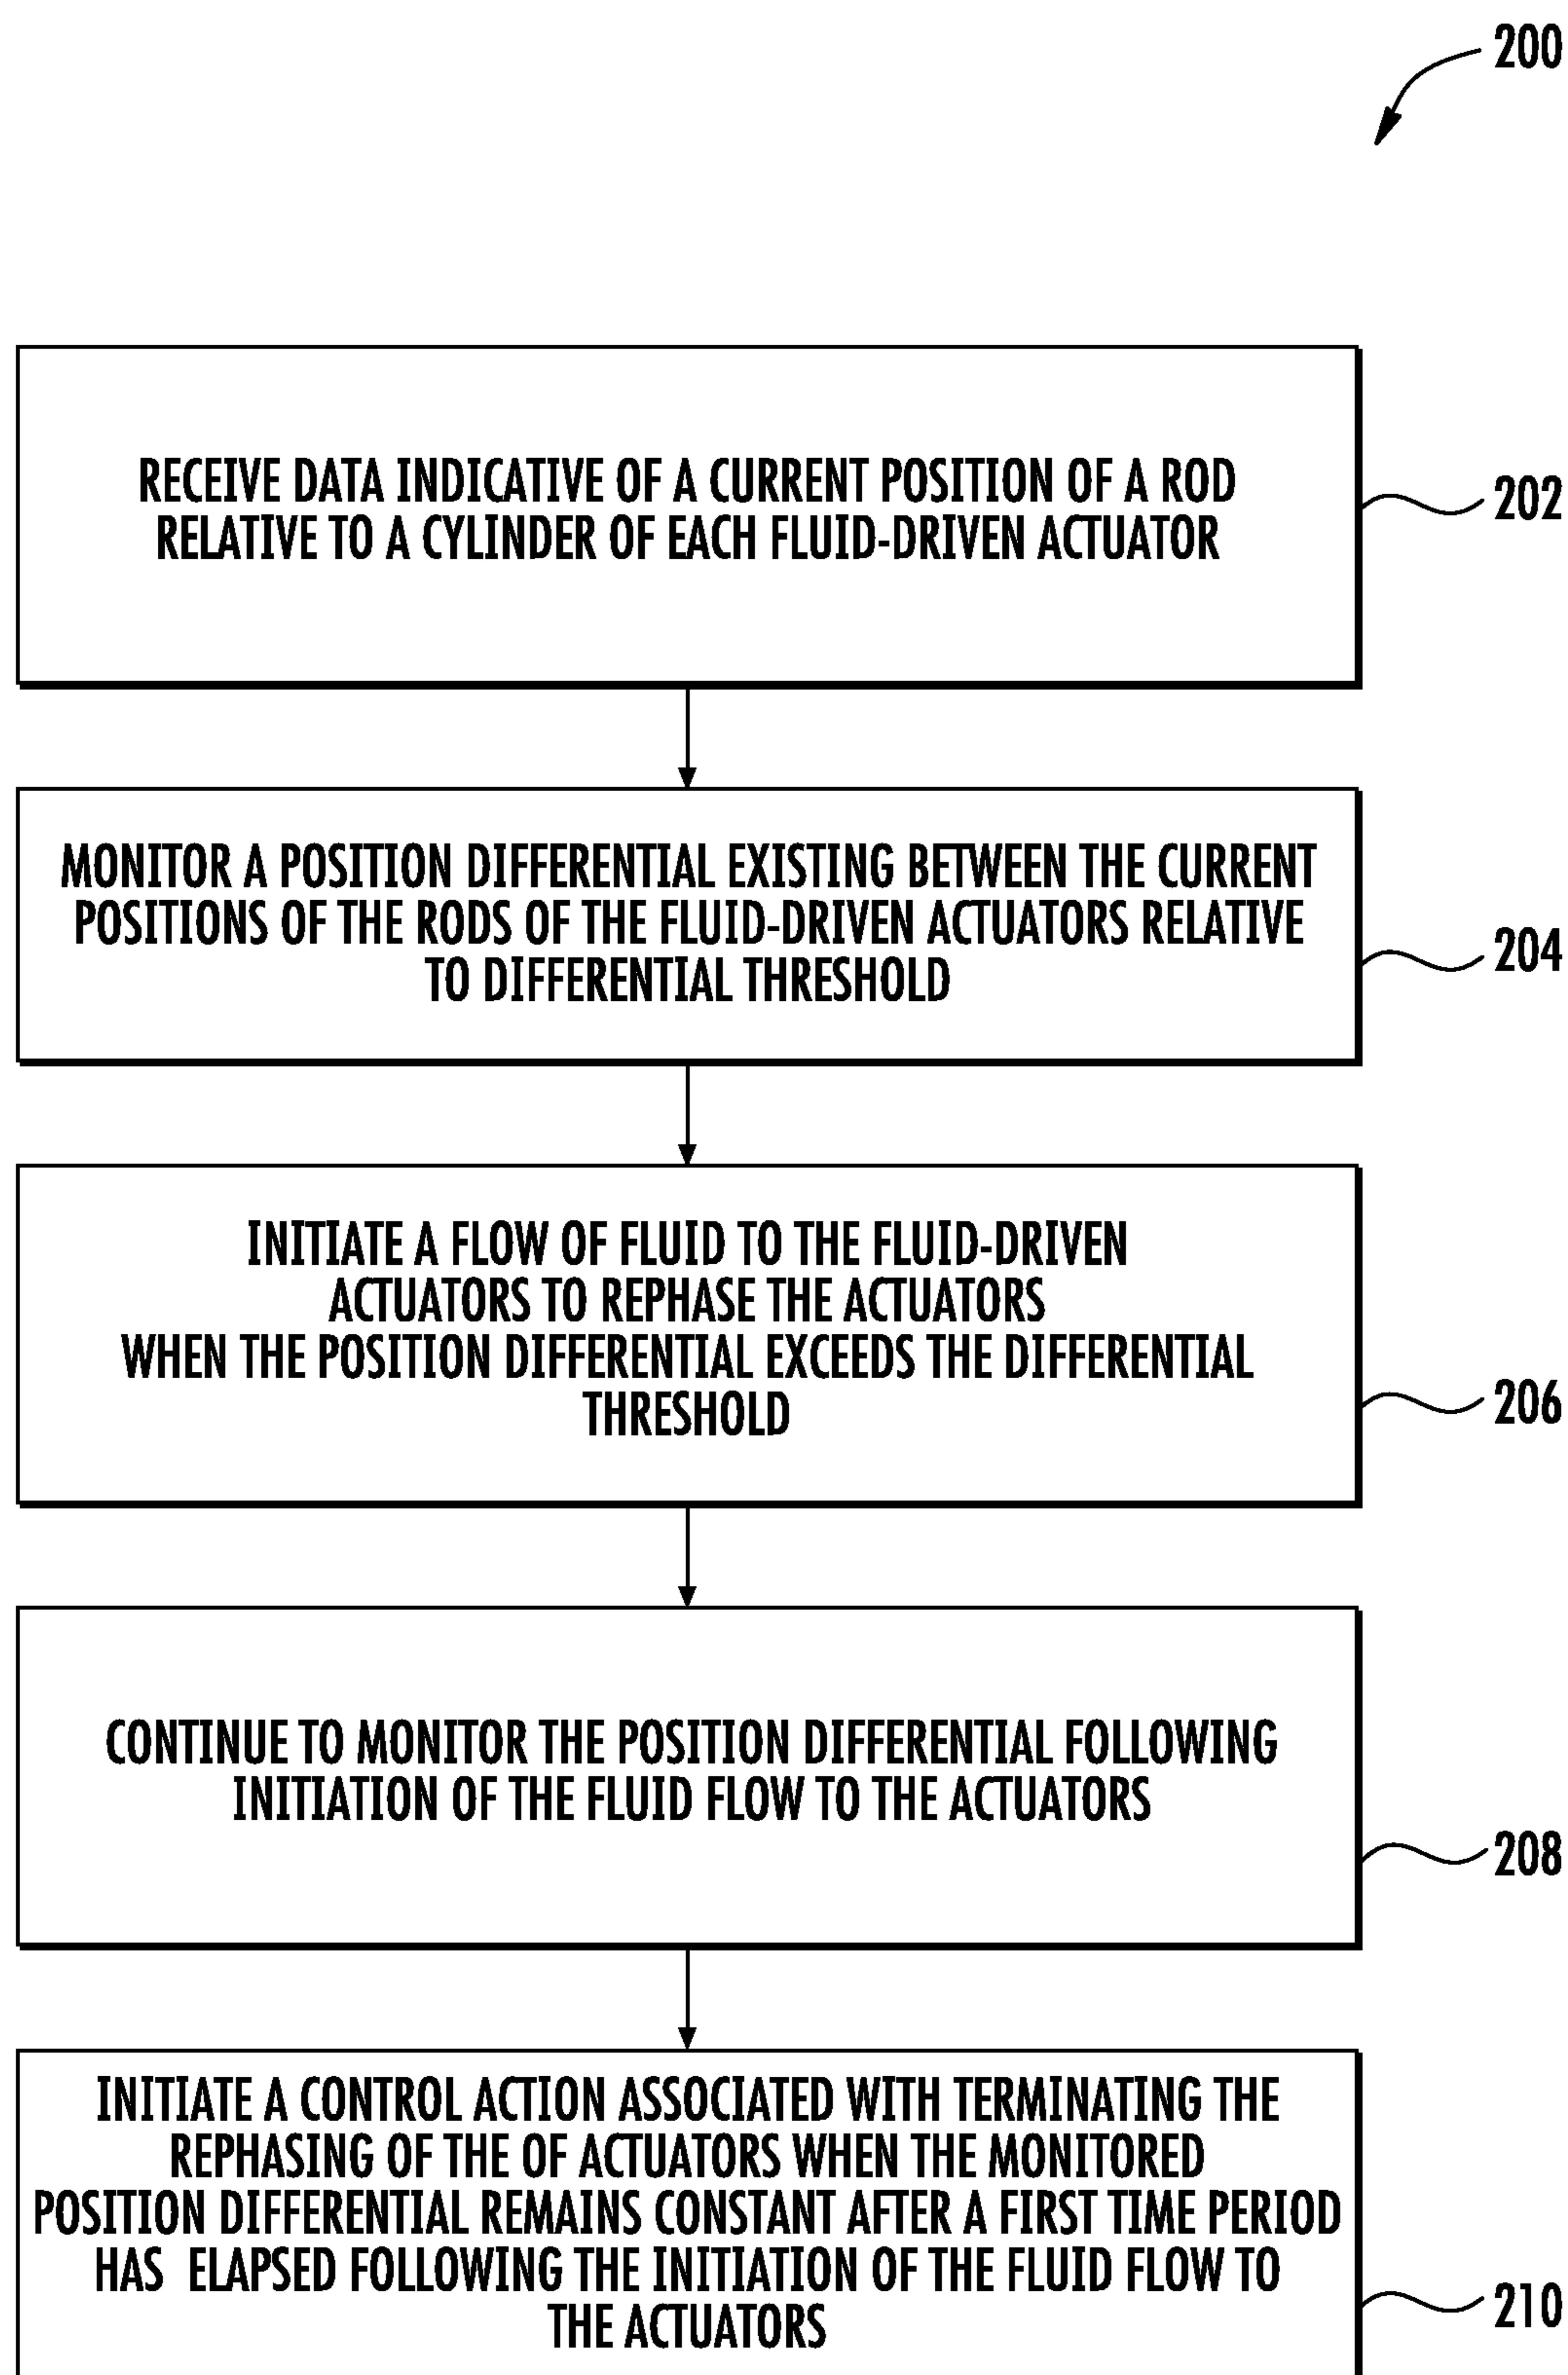 200
RECEIVE DATA INDICATIVE OF A CURRENT POSITION OF A ROD
RELATIVE TO A CYLINDER OF EACH FLUID-DRIVEN ACTUATOR
202
MONITOR A POSITION DIFFERENTIAL EXISTING BETWEEN THE CURRENT
POSITIONS OF THE RODS OF THE FLUID-DRIVEN ACTUATORS RELATIVE
TO DIFFERENTIAL THRESHOLD
204
INITIATE A FLOW OF FLUID TO THE FLUID-DRIVEN
ACTUATORS TO REPHASE THE ACTUATORS
WHEN THE POSITION DIFFERENTIAL EXCEEDS THE DIFFERENTIAL
THRESHOLD
206
CONTINUE TO MONITOR THE POSITION DIFFERENTIAL FOLLOWING
INITIATION OF THE FLUID FLOW TO THE ACTUATORS
208
INITIATE A CONTROL ACTION ASSOCIATED WITH TERMINATING THE
REPHASING OF THE OF ACTUATORS WHEN THE MONITORED
POSITION DIFFERENTIAL REMAINS CONSTANT AFTER A FIRST TIME PERIOD
HAS ELAPSED FOLLOWING THE INITIATION OF THE FLUID FLOW TO
THE ACTUATORS
210